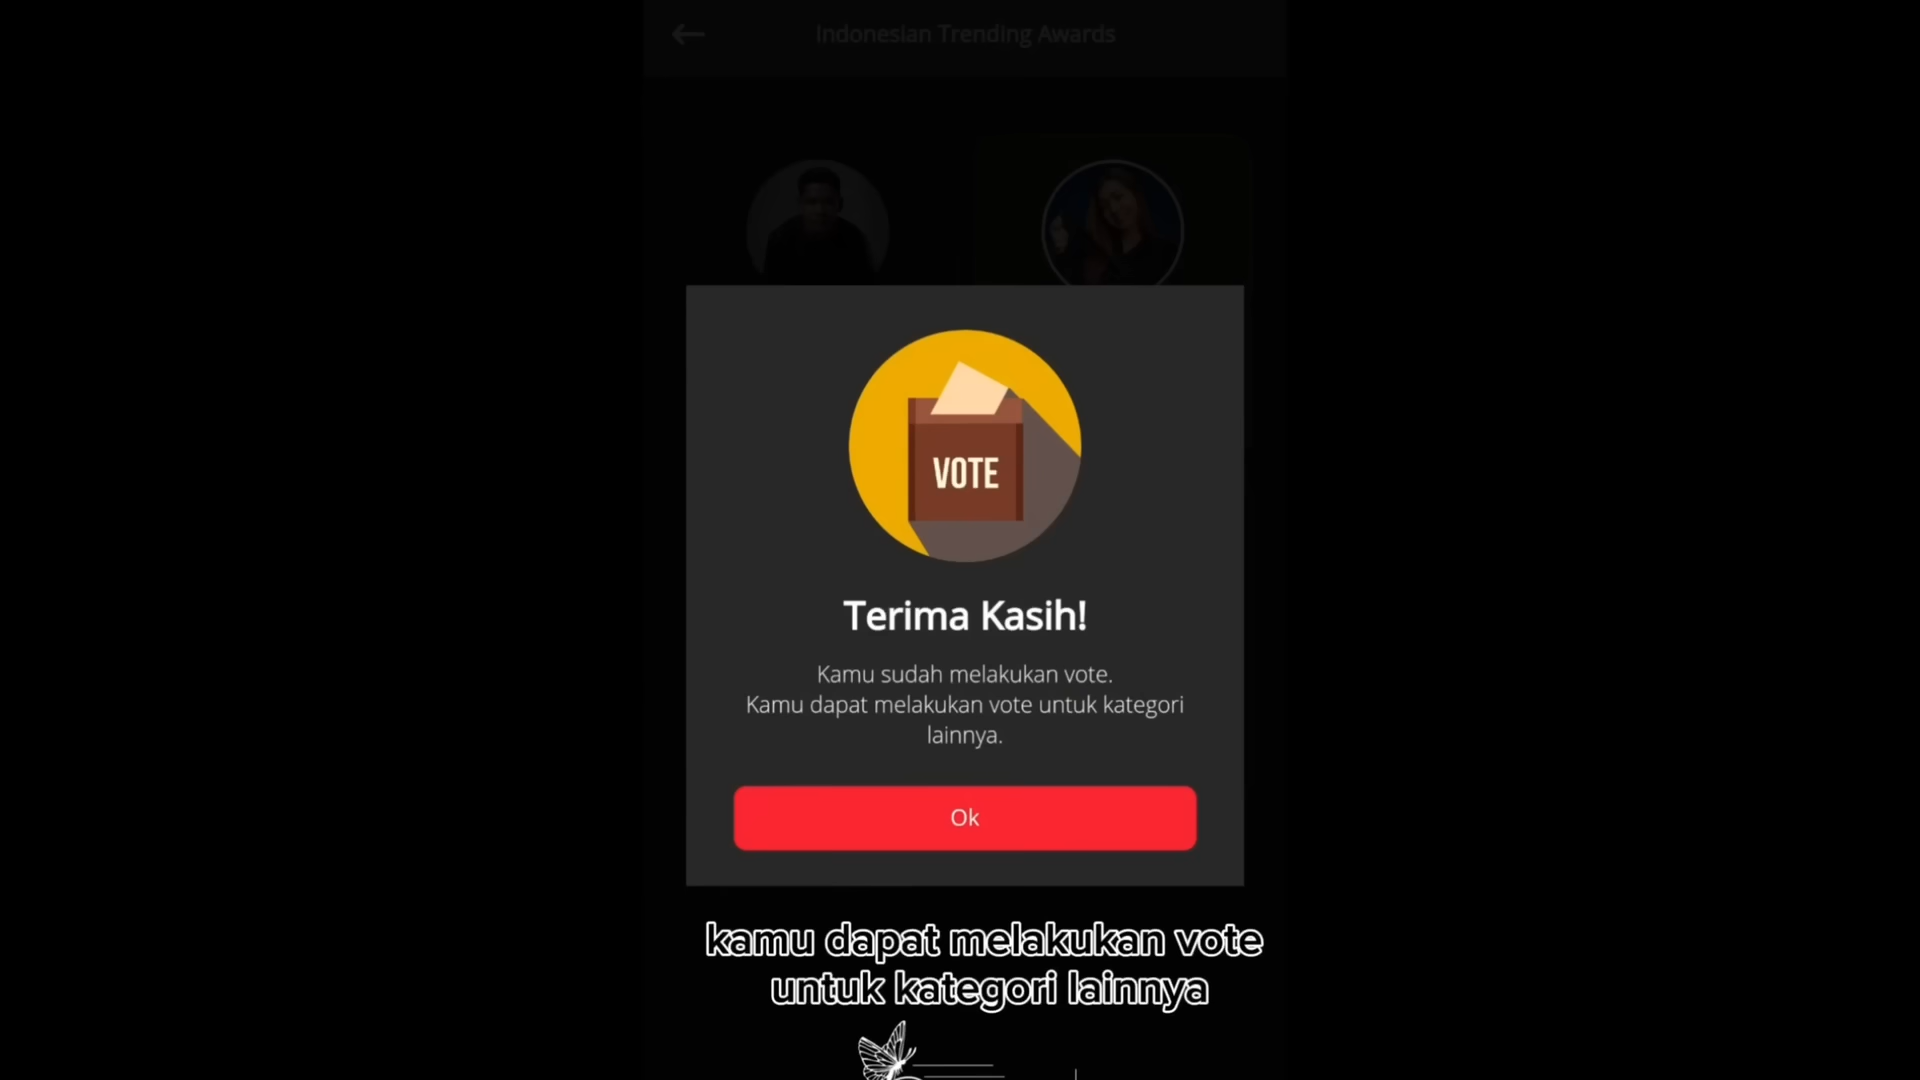 Indonesian Trending Awards
VOTE
Terima Kasih!
Kamu sudah melakukan vote.
Kamu dapat melakukan vote untuk kategori
lainnya.
Ok
kamu dapat melakukan vote
untuk kategori lainnya